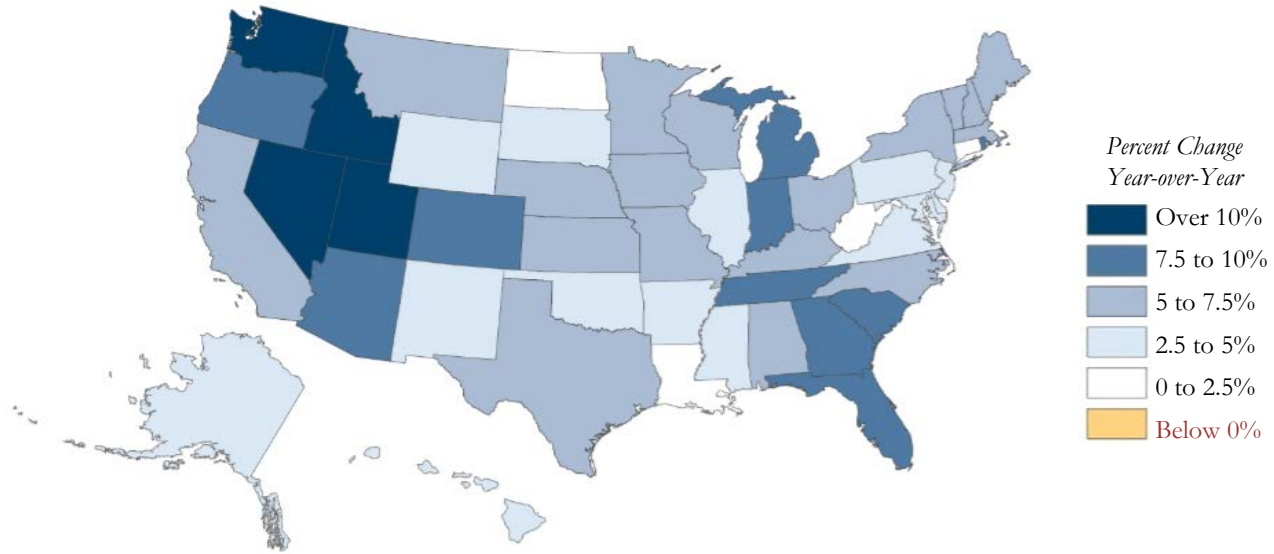 Percent Change
Year-over-Year
Over 10%
7.5 to 10%
5 to 7.5%
2.5 to 5%
0 to 2.5%
Below 0%